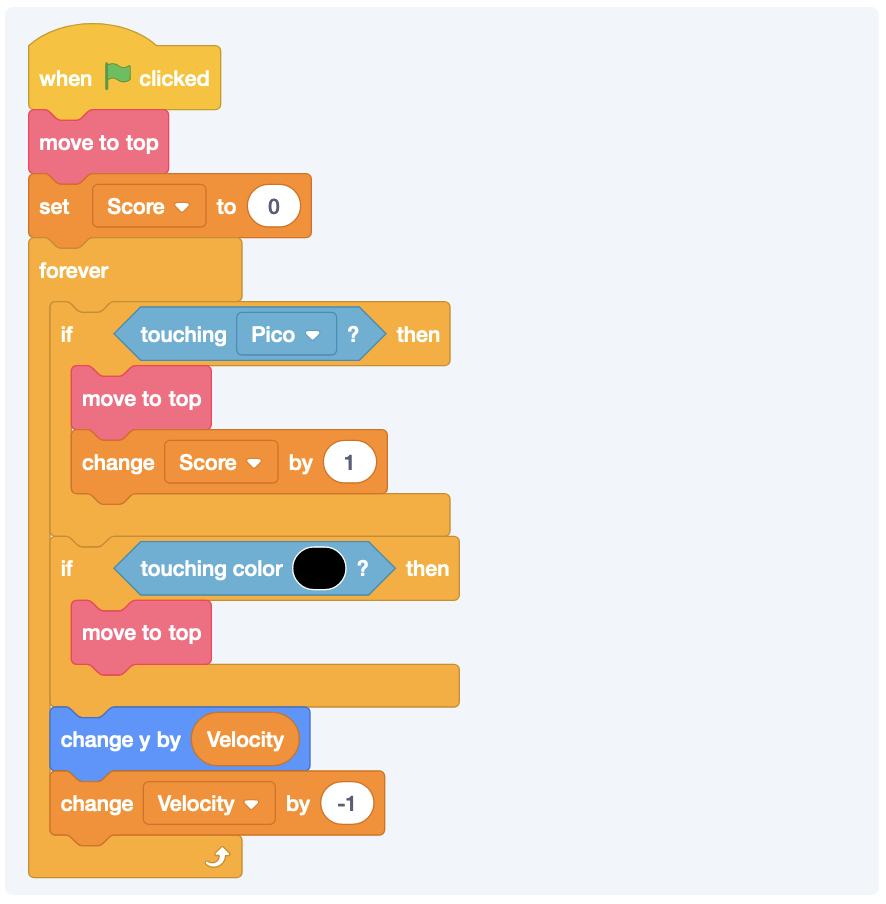 when clicked
move to top
set Score to 0
forever
if touching Pico ? then
move to top
change Score by 1
if touching color ? then
move to top
change y by Velocity
change Velocity by -1